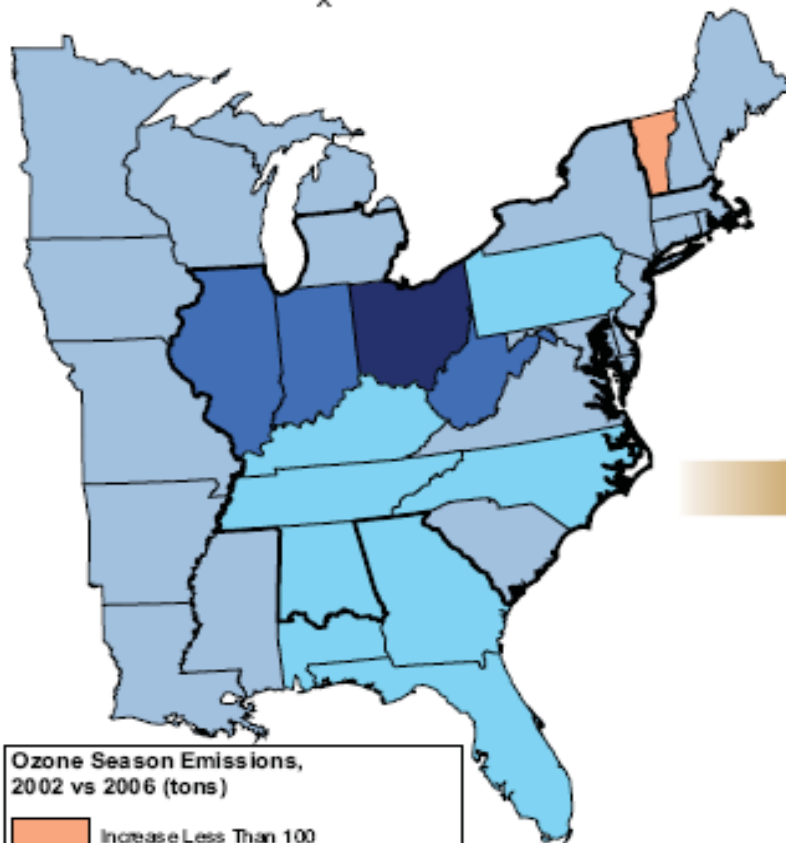 x
Ozone Season Emissions,
2002 vs 2006 (tons)
Increase Less Than 100